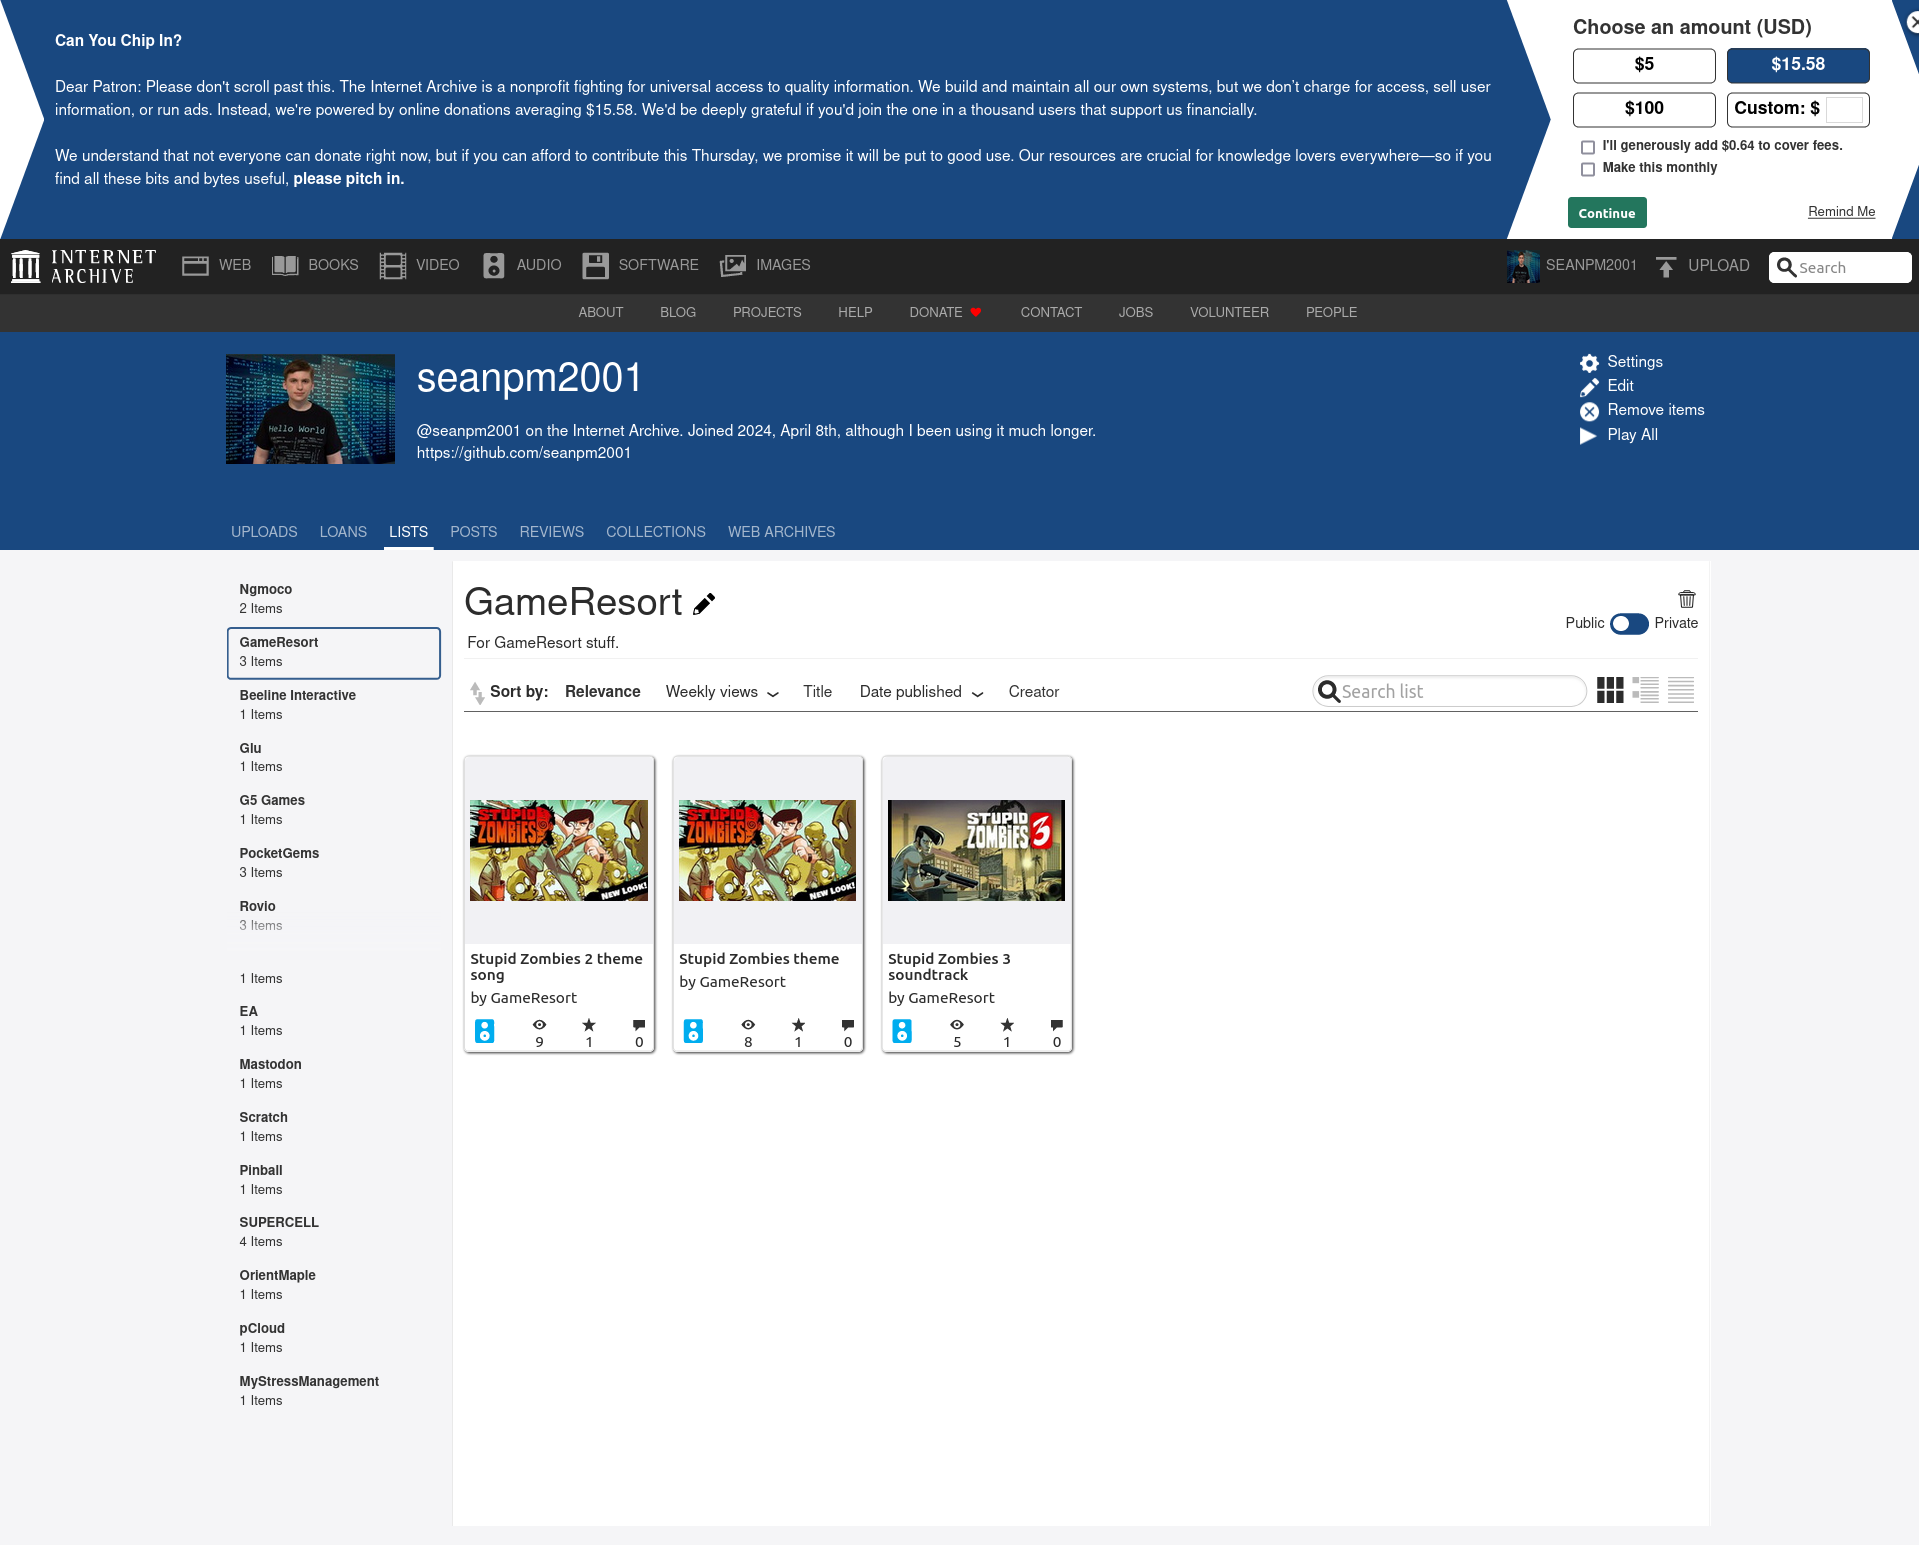 Can You Chip In?
Dear Patron: Please don't scroll past this. The Internet Archive is a nonprofit fighting for universal access to quality information. We build and maintain all our own systems, but we don't charge for access, sell user
information, or run ads. Instead, we're powered by online donations averaging $15.58. We'd be deeply grateful if you'd join the one in a thousand users that support us financially.
We understand that not everyone can donate right now, but if you can afford to contribute this Thursday, we promise it will be put to good use. Our resources are crucial for knowledge lovers everywhere—so if you
find all these bits and bytes useful, please pitch in.
Choose an amount (USD)
$5 $15.58
$100 Custom: $
I'll generously add $0.64 to cover fees.
Make this monthly
Continue Remind Me
INTERNET
ARCHIVE
WEB BOOKS VIDEO AUDIO SOFTWARE IMAGES SEANPM2001 UPLOAD Search
ABOUT BLOG PROJECTS HELP DONATE CONTACT JOBS VOLUNTEER PEOPLE
Hello World
seanpm2001
@seanpm2001 on the Internet Archive. Joined 2024, April 8th, although I been using it much longer.
https://github.com/seanpm2001
Settings
Edit
Remove items
Play All
UPLOADS LOANS LISTS POSTS REVIEWS COLLECTIONS WEB ARCHIVES
Ngmoco
2 Items
GameResort
3 Items
Beeline Interactive
1 Items
Glu
1 Items
G5 Games
1 Items
PocketGems
3 Items
Rovio
3 Items
1 Items
EA
1 Items
Mastodon
1 Items
Scratch
1 Items
Pinball
1 Items
SUPERCELL
4 Items
OrientMaple
1 Items
pCloud
1 Items
MyStressManagement
1 Items
GameResort
For GameResort stuff.
Public Private
Sort by: Relevance Weekly views Title Date published Creator Search list
STUPID
ZOMBIES
NEW LOOK!
Stupid Zombies 2 theme
song
by GameResort
9 1 0
STUPID
ZOMBIES
NEW LOOK!
Stupid Zombies theme
by GameResort
8 1 0
STUPID
ZOMBIES 3
Stupid Zombies 3
soundtrack
by GameResort
5 1 0